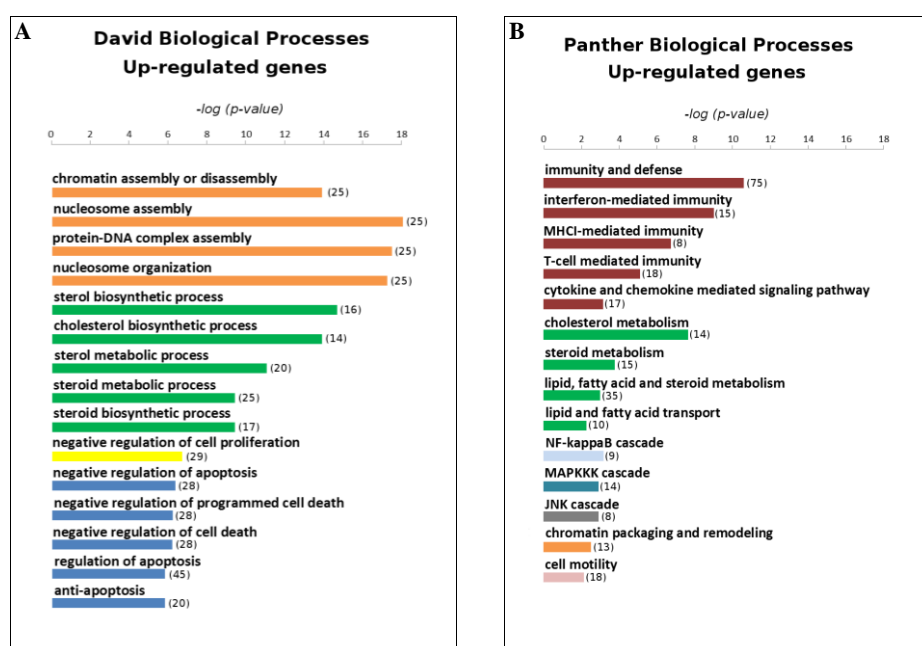 A
David Biological Processes
Up-regulated genes
-log (p-value)
0 2 4 6 8 10 12 14 16 18
chromatin assembly or disassembly
(25)
nucleosome assembly
(25)
protein-DNA complex assembly
(25)
nucleosome organization
(25)
sterol biosynthetic process
(16)
cholesterol biosynthetic process
(14)
sterol metabolic process
(20)
steroid metabolic process
(25)
steroid biosynthetic process
(17)
negative regulation of cell proliferation
(29)
negative regulation of apoptosis
(28)
negative regulation of programmed cell death
(28)
negative regulation of cell death
(28)
regulation of apoptosis
(45)
anti-apoptosis
(20)
B
Panther Biological Processes
Up-regulated genes
-log (p-value)
0 2 4 6 8 10 12 14 16 18
immunity and defense
(75)
interferon-mediated immunity
(15)
MHCI-mediated immunity
(8)
T-cell mediated immunity
(18)
cytokine and chemokine mediated signaling pathway
(17)
cholesterol metabolism
(14)
steroid metabolism
(15)
lipid, fatty acid and steroid metabolism
(35)
lipid and fatty acid transport
(10)
NF-kappaB cascade
(9)
MAPKKK cascade
(14)
JNK cascade
(8)
chromatin packaging and remodeling
(13)
cell motility
(18)